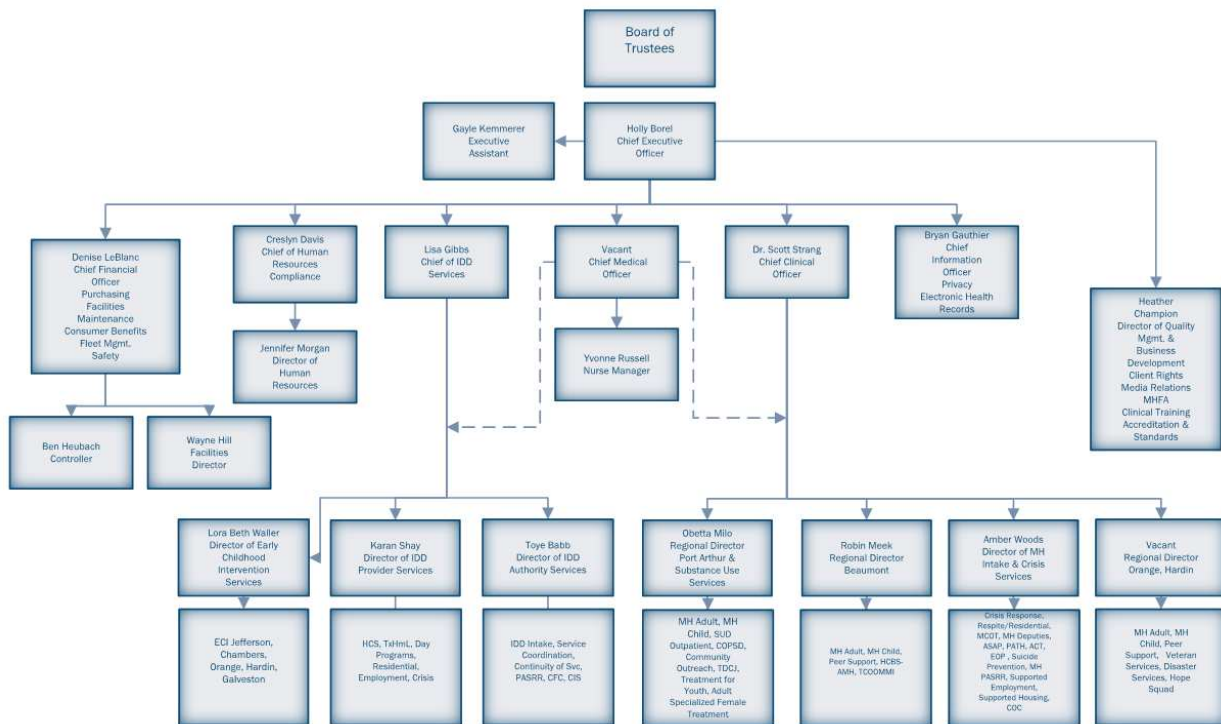 Board of
Trustees
Gayle Kemmerer
Executive
Assistant
Holly Borel
Chief Executive
Officer
Denise LeBlanc
Chief Financial
Officer
Purchasing
Facilities
Maintenance
Consumer Benefits
Fleet Mgmt.
Safety
Creslyn Davis
Chief of Human
Resources
Compliance
Lisa Gibbs
Chief of IDD
Services
Vacant
Chief Medical
Officer
Dr. Scott Strang
Chief Clinical
Officer
Bryan Gauthier
Chief
Information
Officer
Privacy
Electronic Health
Records
Heather
Champion
Director of Quality
Mgmt. &
Business
Development
Client Rights
Media Relations
MHFA
Clinical Training
Accreditation &
Standards
Jennifer Morgan
Director of
Human
Resources
Yvonne Russell
Nurse Manager
Ben Heubach
Controller
Wayne Hill
Facilities
Director
Lora Beth Waller
Director of Early
Childhood
Intervention
Services
Karan Shay
Director of IDD
Provider Services
Toye Babb
Director of IDD
Authority Services
Obetta Milo
Regional Director
Port Arthur &
Substance Use
Services
Robin Meek
Regional Director
Beaumont
Amber Woods
Director of MH
Intake & Crisis
Services
Vacant
Regional Director
Orange, Hardin
ECI Jefferson,
Chambers,
Orange, Hardin,
Galveston
HCS, TxHmL, Day
Programs,
Residential,
Employment, Crisis
IDD Intake, Service
Coordination,
Continuity of Svc,
PASRR, CFC, CIS
MH Adult, MH
Child, SUD
Outpatient, COPSD,
Community
Outreach, TDCJ,
Treatment for
Youth, Adult
Specialized Female
Treatment
MH Adult, MH Child,
Peer Support, HCBS-
AMH, TCOOMMI
Crisis Response,
Respite/Residential,
MCOT, MH Deputies,
ASAP, PATH, ACT,
EOP , Suicide
Prevention, MH
PASRR, Supported
Employment,
Supported Housing,
COC
MH Adult, MH
Child, Peer
Support, Veteran
Services, Disaster
Services, Hope
Squad